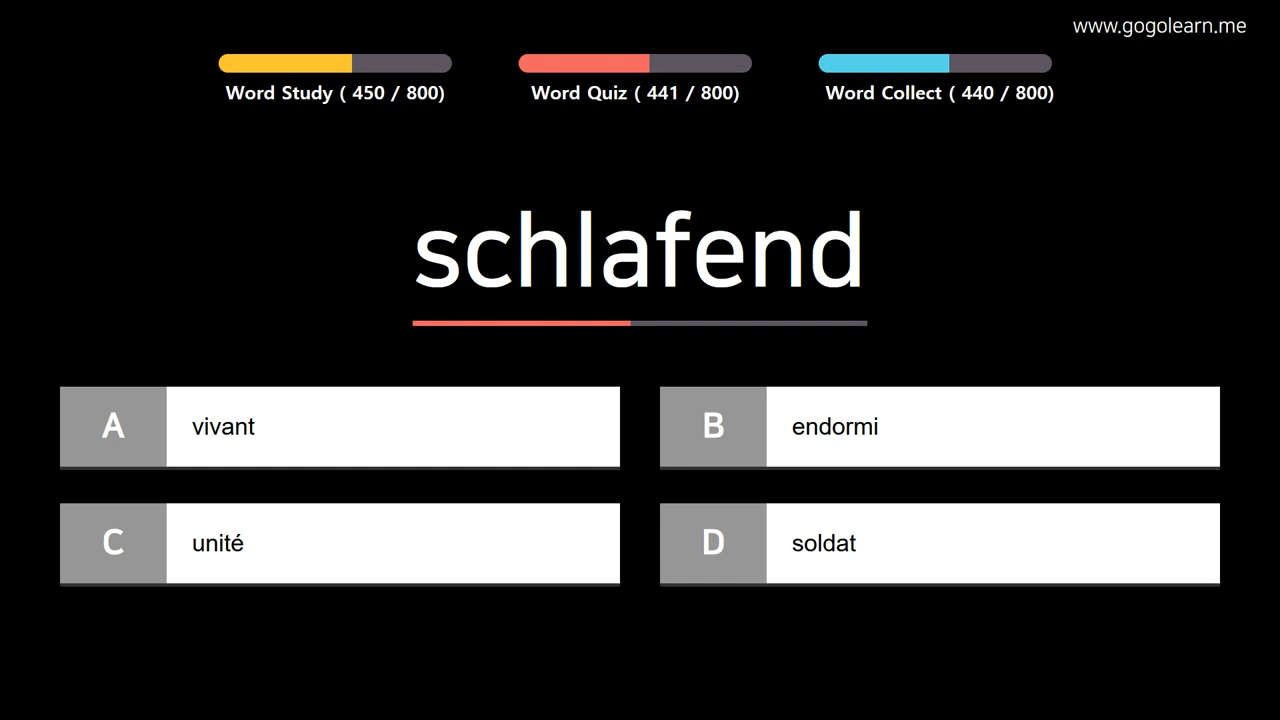 www.gogolearn.me
Word Study ( 450 / 800)
Word Quiz ( 441 / 800)
Word Collect ( 440 / 800)
schlafend
A vivant
B endormi
C unité
D soldat